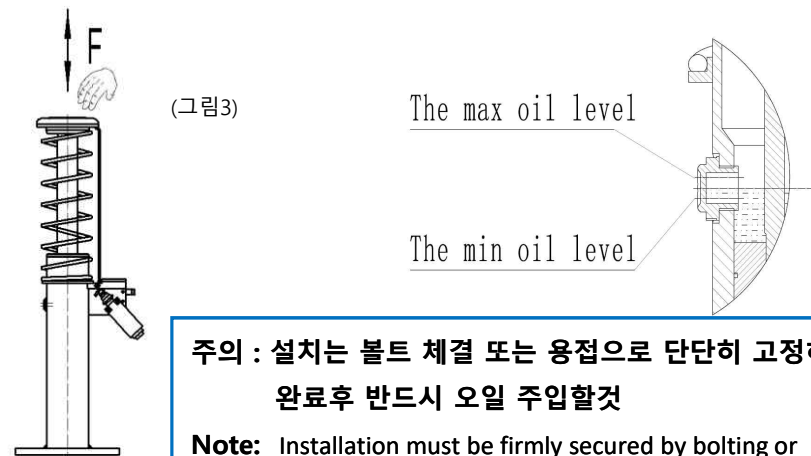 F
(그림3)
The max oil level
The min oil level
주의 : 설치는 볼트 체결 또는 용접으로 단단히 고정하
완료후 반드시 오일 주입할것
Note: Installation must be firmly secured by bolting or